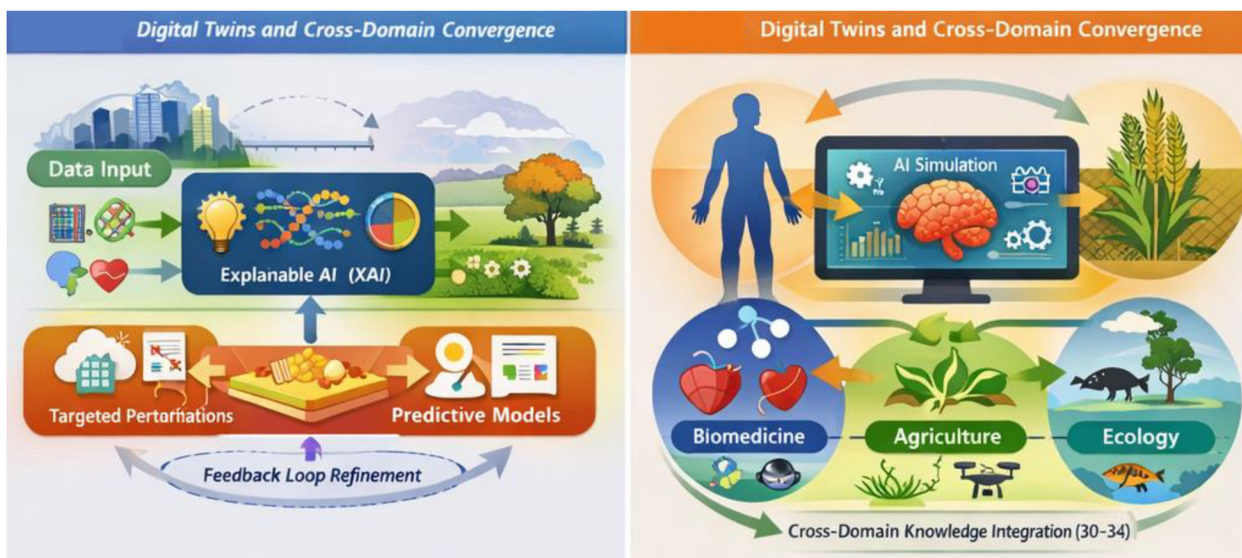 Digital Twins and Cross-Domain Convergence
Data Input
Explanable AI (XAI)
Targeted Pertarhations
Predictive Models
Feedback Loop Refinement
Digital Twins and Cross-Domain Convergence
AI Simulation
Biomedicine
Agriculture
Ecology
Cross-Domain Knowledge Integration (30-34)